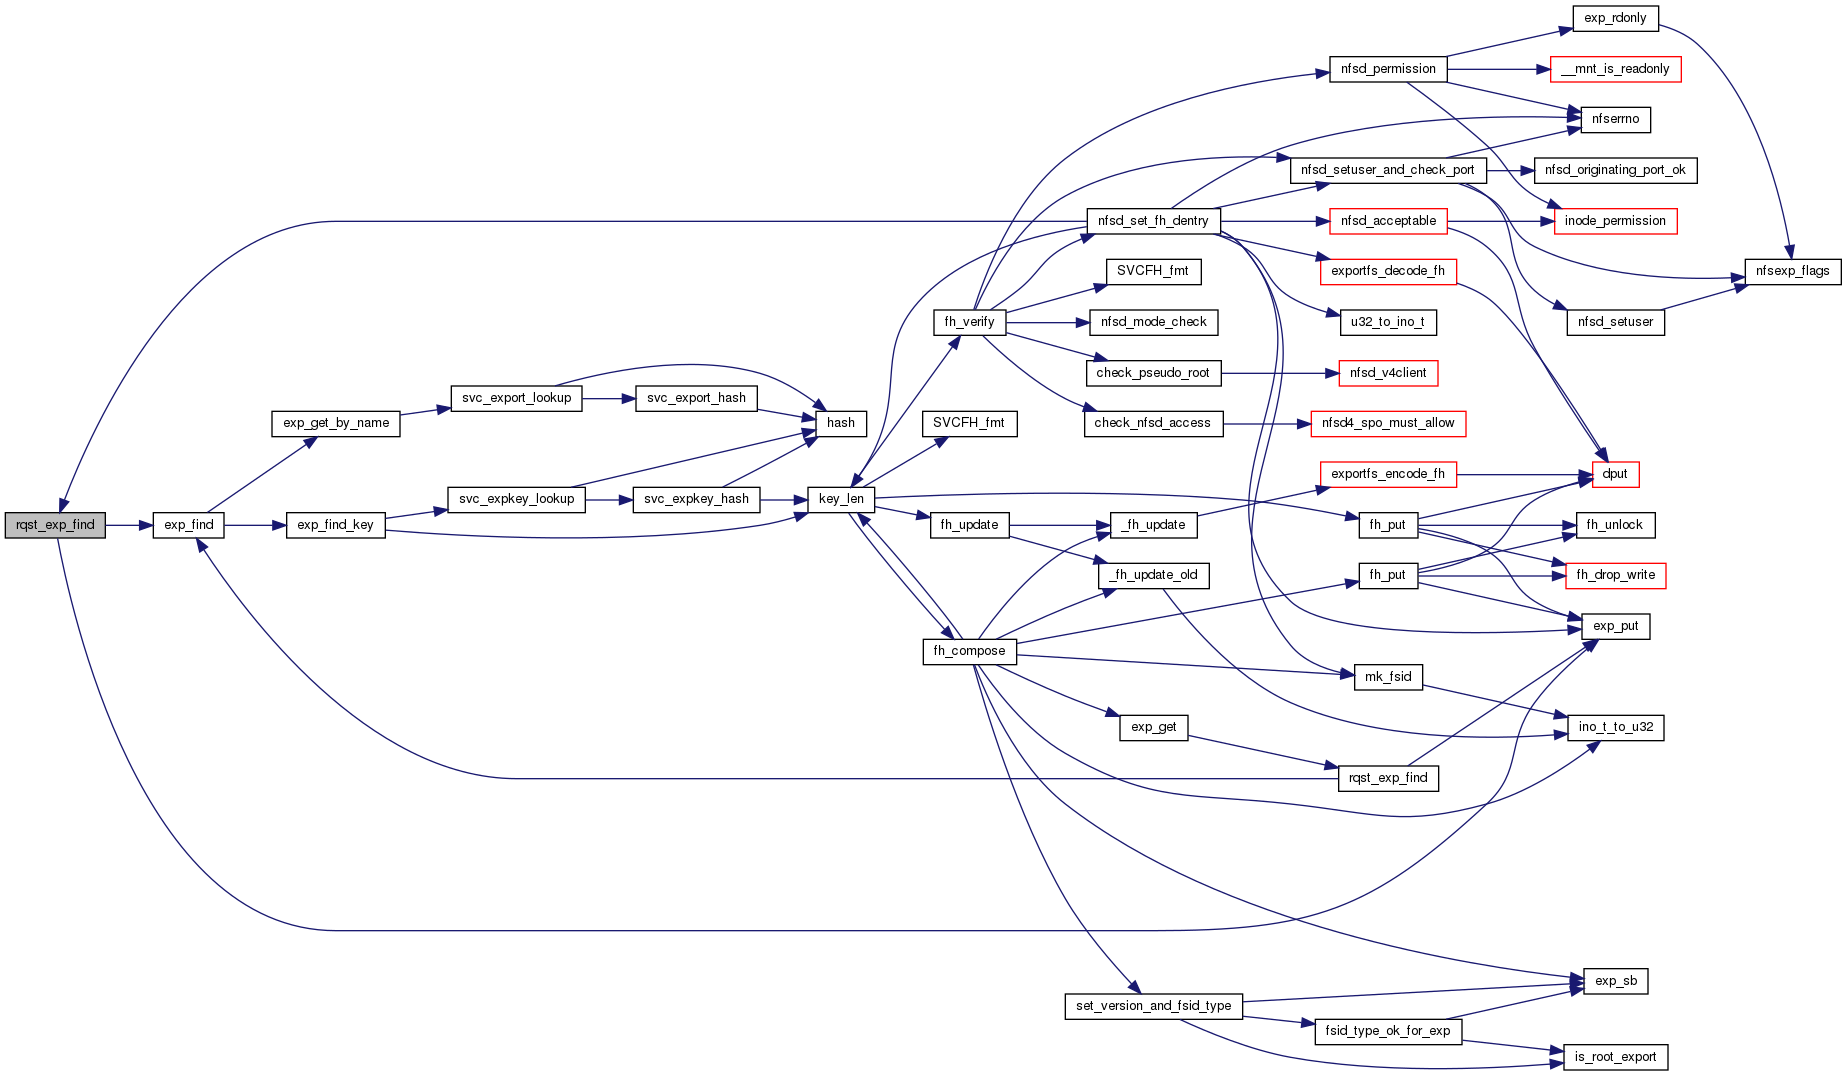 exp_rdonly
nfsd_permission
__mnt_is_readonly
nfserrno
nfsd_setuser_and_check_port
nfsd_originating_port_ok
nfsd_set_fh_dentry
nfsd_acceptable
inode_permission
SVCFH_fmt
exportfs_decode_fh
nfsexp_flags
fh_verify
nfsd_mode_check
u32_to_ino_t
nfsd_setuser
check_pseudo_root
nfsd_v4client
svc_export_lookup
svc_export_hash
exp_get_by_name
hash
SVCFH_fmt
check_nfsd_access
nfsd4_spo_must_allow
exportfs_encode_fh
dput
svc_expkey_lookup
svc_expkey_hash
key_len
rqst_exp_find
exp_find
exp_find_key
fh_update
_fh_update
fh_put
fh_unlock
_fh_update_old
fh_put
fh_drop_write
exp_put
fh_compose
mk_fsid
exp_get
ino_t_to_u32
rqst_exp_find
exp_sb
set_version_and_fsid_type
fsid_type_ok_for_exp
is_root_export